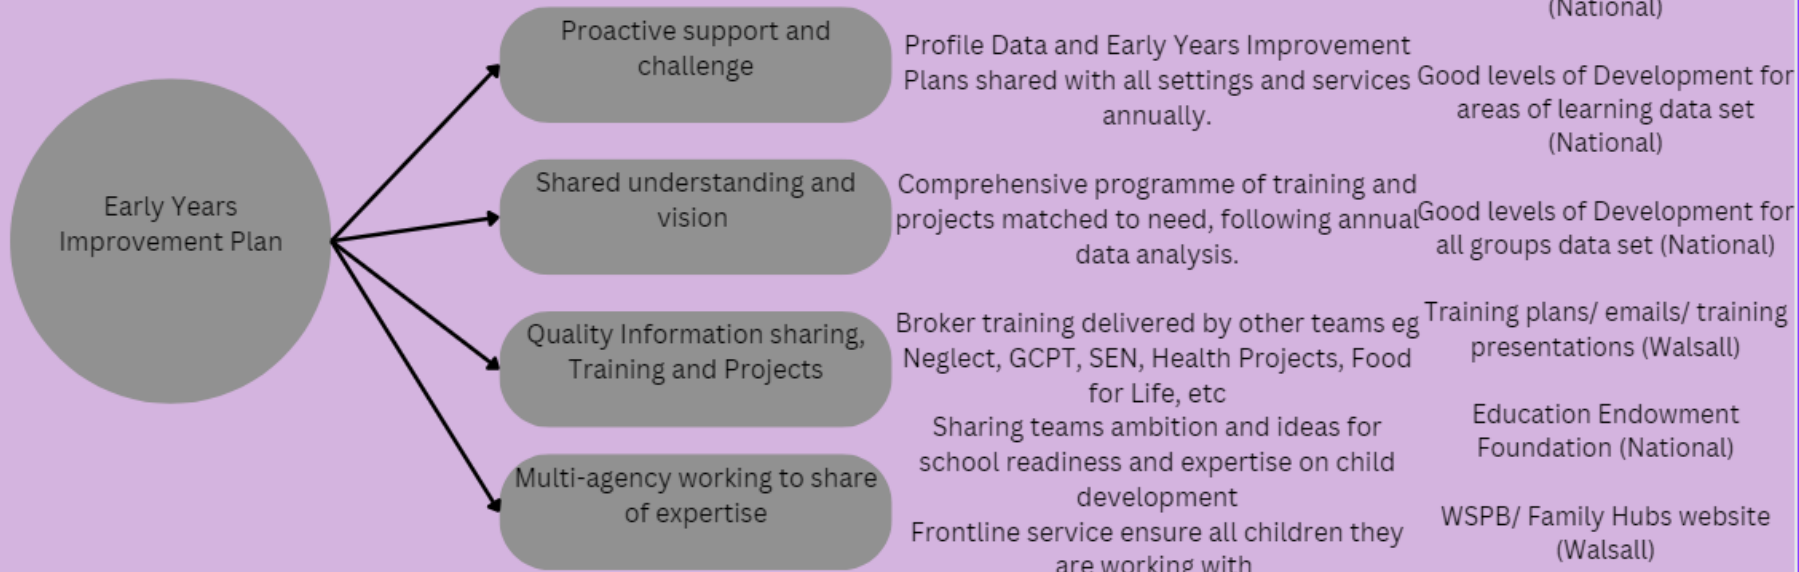 Early Years
Improvement Plan
Proactive support and
challenge
Shared understanding and
vision
Quality Information sharing,
Training and Projects
Multi-agency working to share
of expertise
Profile Data and Early Years Improvement
Plans shared with all settings and services
annually.
Comprehensive programme of training and
projects matched to need, following annual
data analysis.
Broker training delivered by other teams eg
Neglect, GCPT, SEN, Health Projects, Food
for Life, etc
Sharing teams ambition and ideas for
school readiness and expertise on child
development
Frontline service ensure all children they
are working with
(National)
Good levels of Development for
areas of learning data set
(National)
Good levels of Development for
all groups data set (National)
Training plans/ emails/ training
presentations (Walsall)
Education Endowment
Foundation (National)
WSPB/ Family Hubs website
(Walsall)